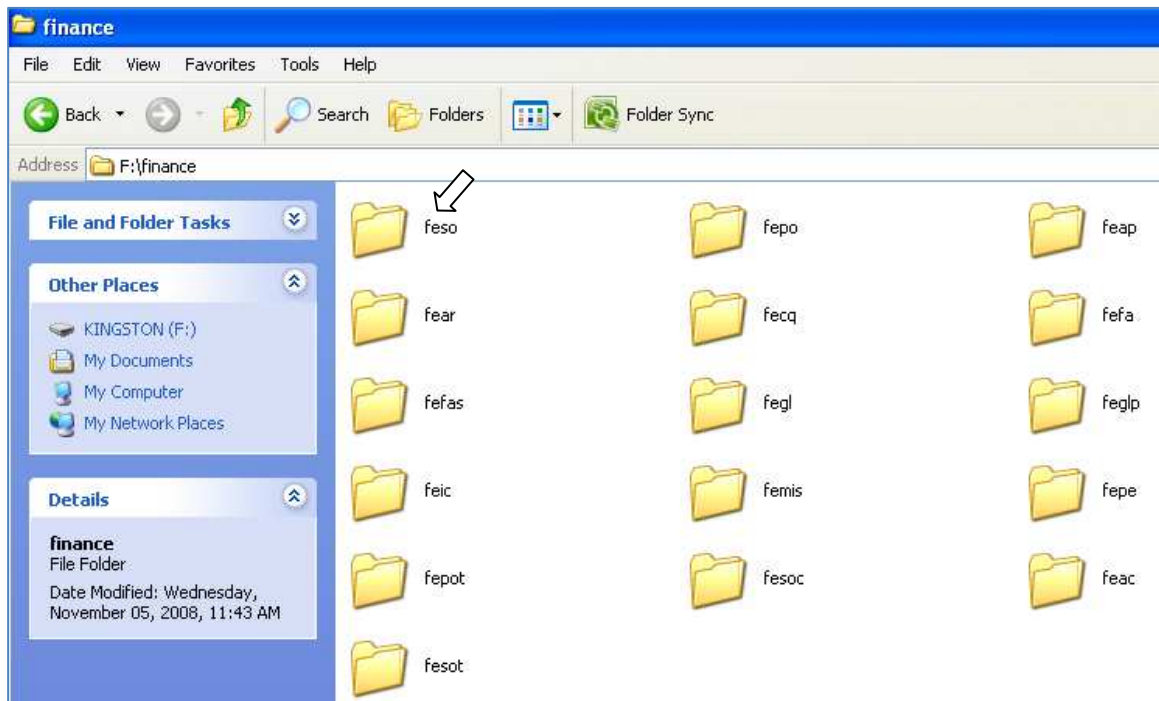 finance
File Edit View Favorites Tools Help
Back Search Folders Folder Sync
Address F:\finance
File and Folder Tasks
Other Places
KINGSTON (F:)
My Documents
My Computer
My Network Places
Details
finance
File Folder
Date Modified: Wednesday,
November 05, 2008, 11:43 AM
feso fepo feap
fear fecq fefa
fefas fegl feglp
feic femis fepe
fepot fesoc feac
fesot